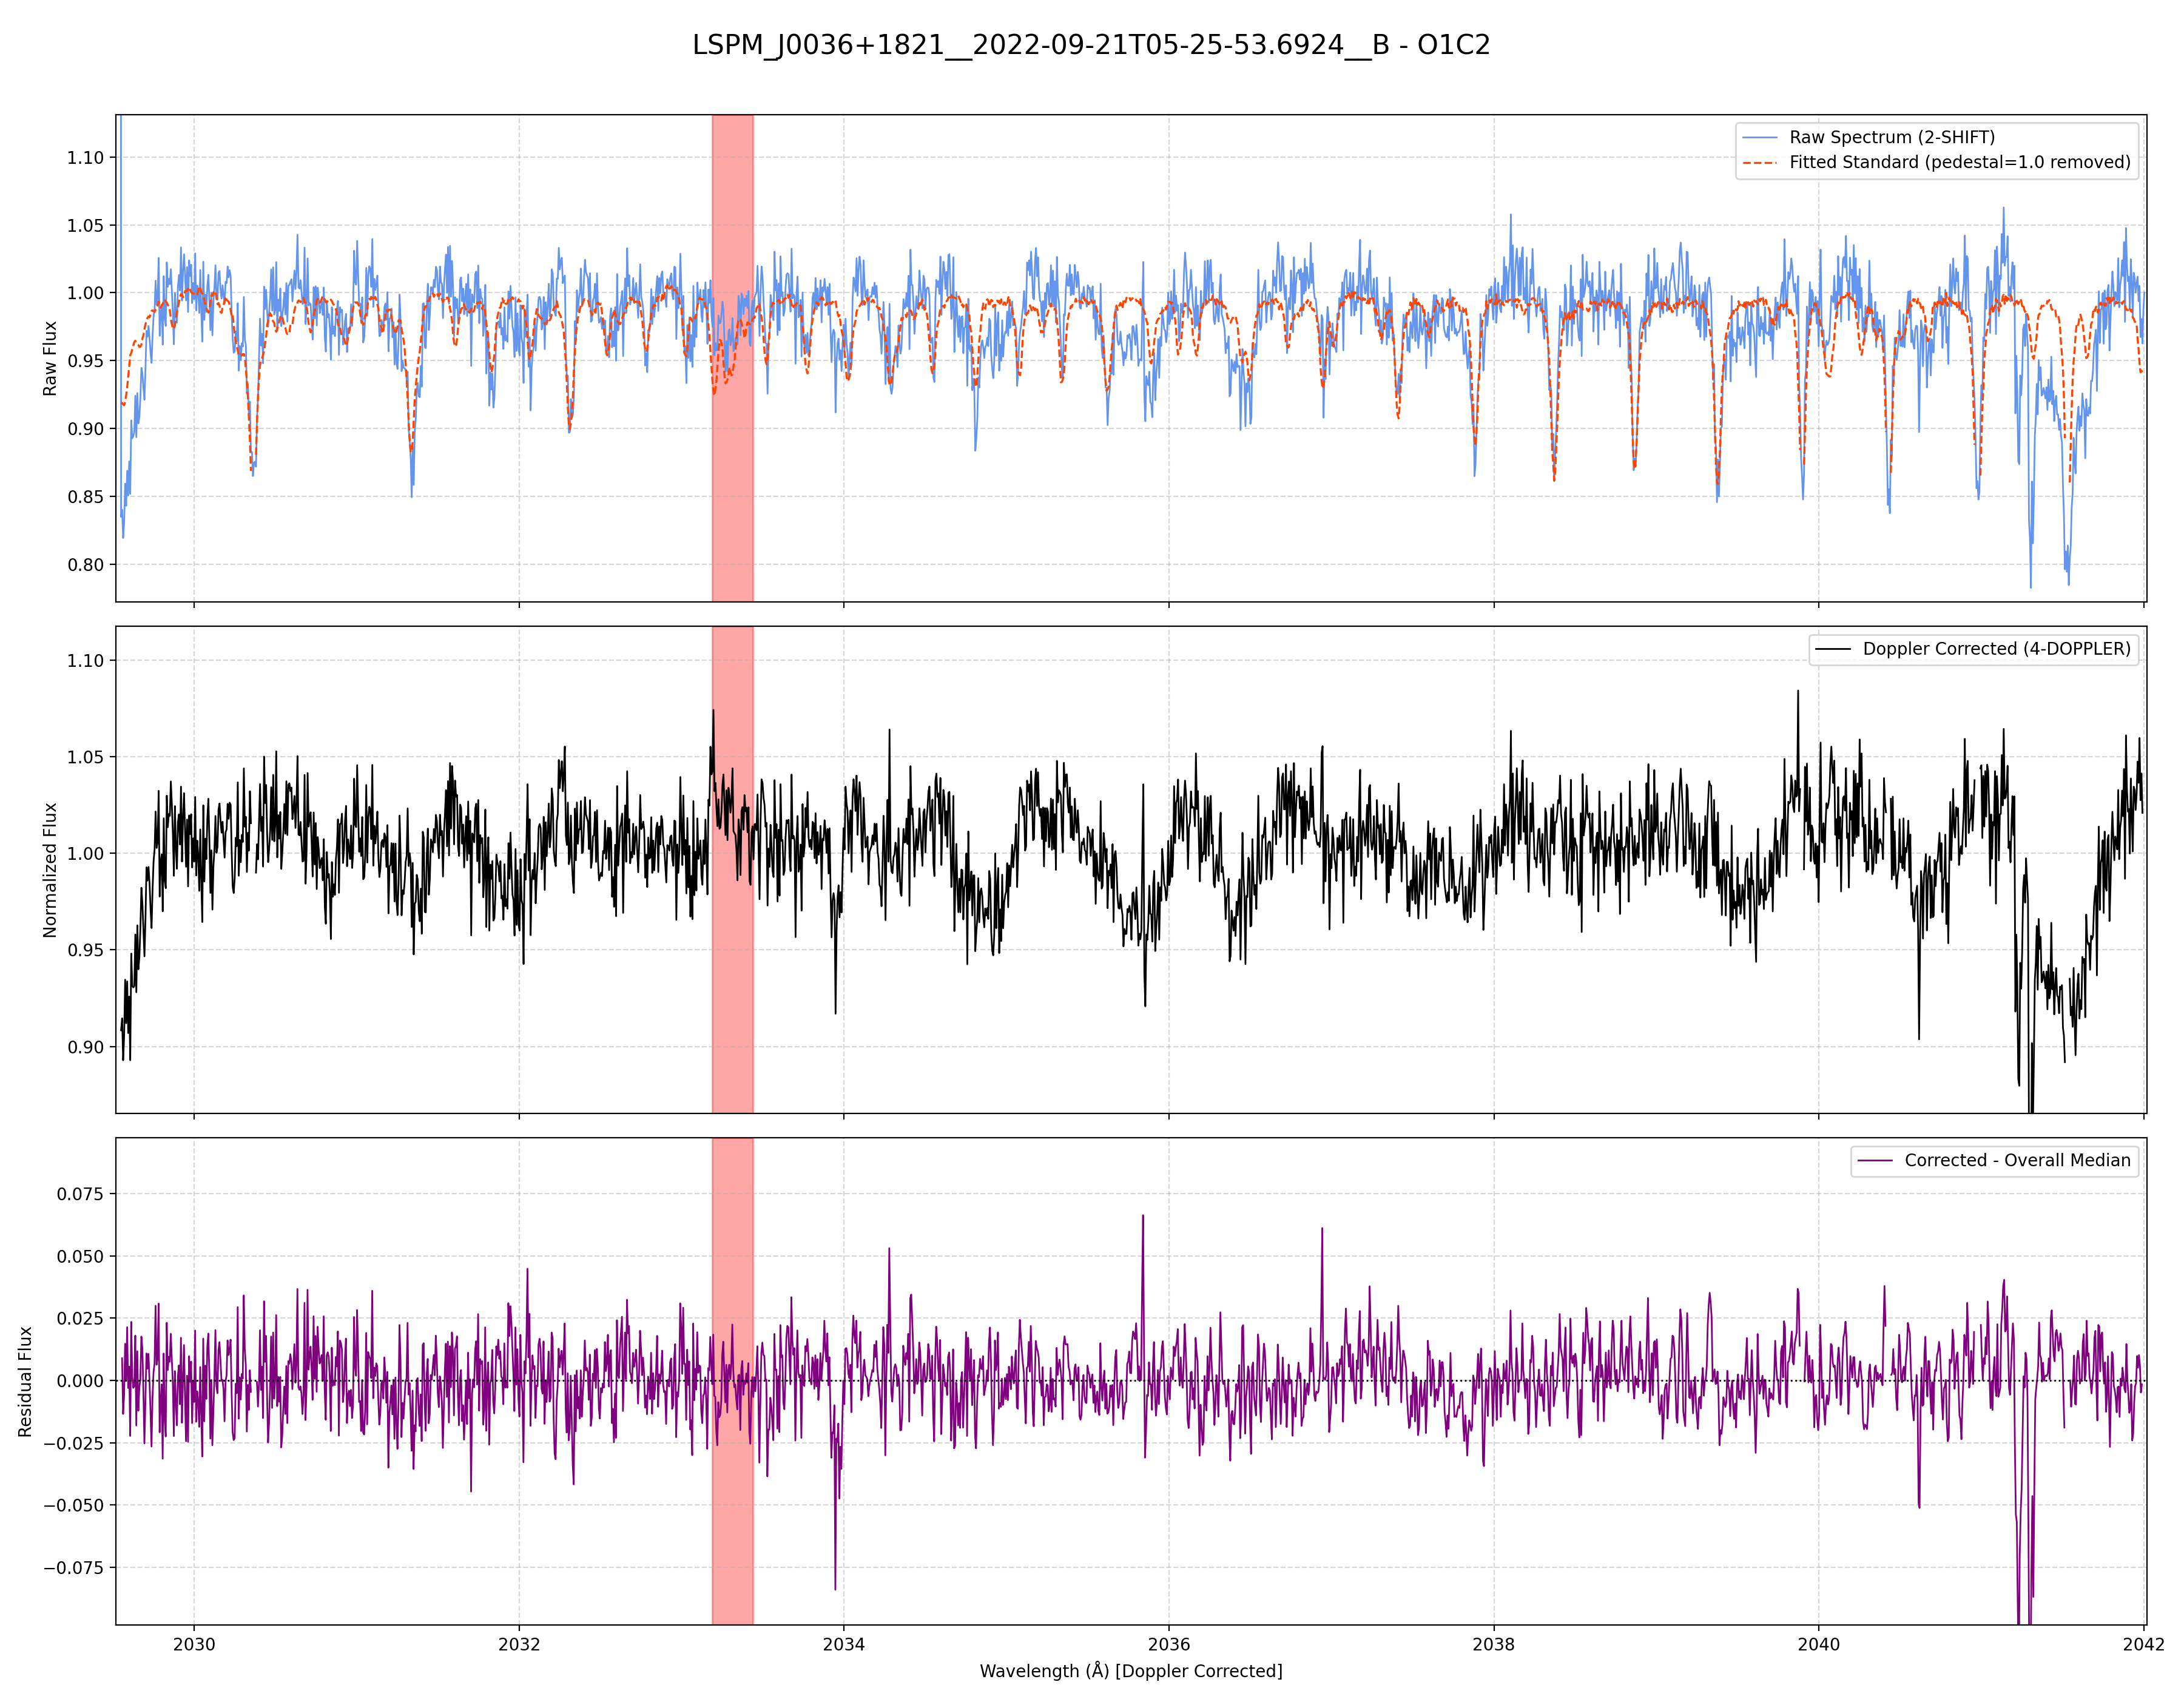 LSPM_J0036+1821__2022-09-21T05-25-53.6924__B - O1C2
Raw Spectrum (2-SHIFT)
Fitted Standard (pedestal=1.0 removed)
1.10
1.05
1.00
0.95
0.90
0.85
0.80
Raw Flux
Doppler Corrected (4-DOPPLER)
1.10
1.05
1.00
0.95
0.90
Normalized Flux
Corrected - Overall Median
0.075
0.050
0.025
0.000
−0.025
−0.050
−0.075
Residual Flux
2030 2032 2034 2036 2038 2040 2042
Wavelength (Å) [Doppler Corrected]